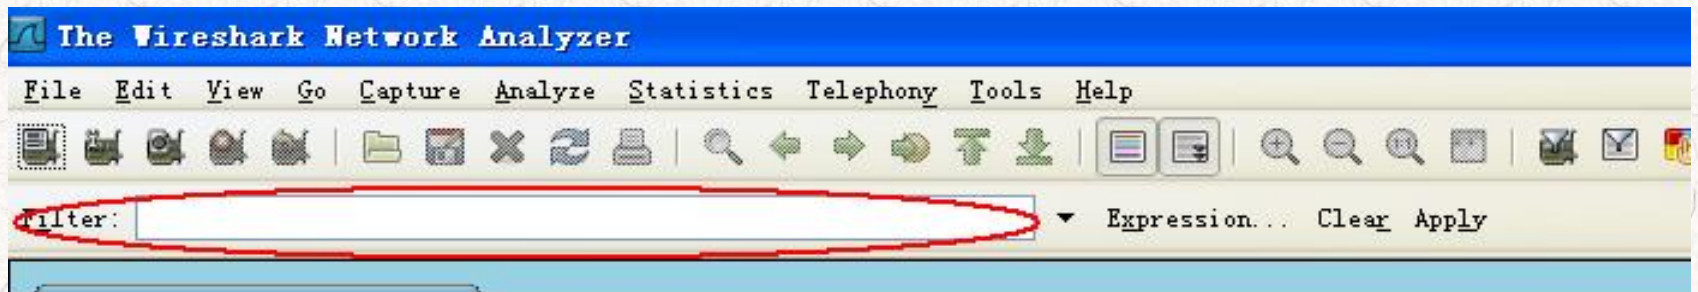 The Wireshark Network Analyzer
File Edit View Go Capture Analyze Statistics Telephony Tools Help
Filter: Expression... Clear Apply